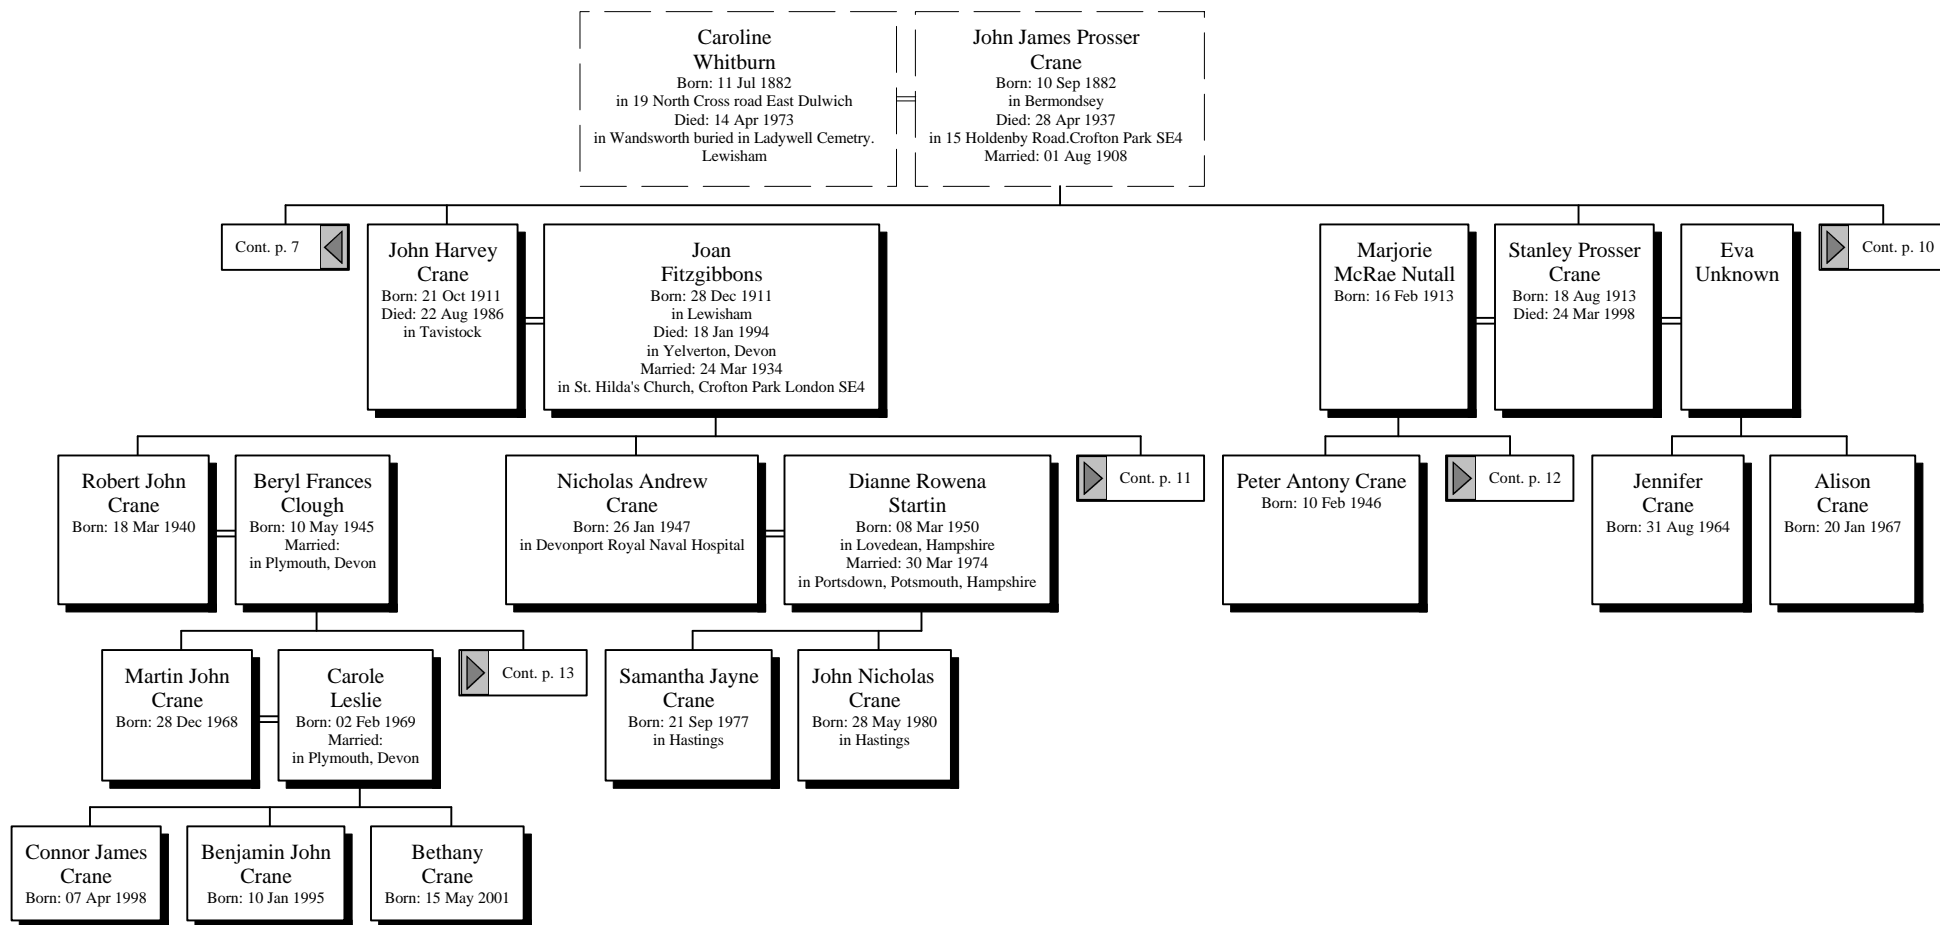 Caroline
Whitburn
Born: 11 Jul 1882
in 19 North Cross road East Dulwich
Died: 14 Apr 1973
in Wandsworth buried in Ladywell Cemetry.
Lewisham
John James Prosser
Crane
Born: 10 Sep 1882
in Bermondsey
Died: 28 Apr 1937
in 15 Holdenby Road.Crofton Park SE4
Married: 01 Aug 1908
Cont. p. 7
John Harvey
Crane
Born: 21 Oct 1911
Died: 22 Aug 1986
in Tavistock
Joan
Fitzgibbons
Born: 28 Dec 1911
in Lewisham
Died: 18 Jan 1994
in Yelverton, Devon
Married: 24 Mar 1934
in St. Hilda's Church, Crofton Park London SE4
Marjorie
McRae Nutall
Born: 16 Feb 1913
Stanley Prosser
Crane
Born: 18 Aug 1913
Died: 24 Mar 1998
Eva
Unknown
Cont. p. 10
Robert John
Crane
Born: 18 Mar 1940
Beryl Frances
Clough
Born: 10 May 1945
Married:
in Plymouth, Devon
Nicholas Andrew
Crane
Born: 26 Jan 1947
in Devonport Royal Naval Hospital
Dianne Rowena
Startin
Born: 08 Mar 1950
in Lovedean, Hampshire
Married: 30 Mar 1974
in Portsdown, Potsmouth, Hampshire
Cont. p. 11
Peter Antony Crane
Born: 10 Feb 1946
Cont. p. 12
Jennifer
Crane
Born: 31 Aug 1964
Alison
Crane
Born: 20 Jan 1967
Martin John
Crane
Born: 28 Dec 1968
Carole
Leslie
Born: 02 Feb 1969
Married:
in Plymouth, Devon
Cont. p. 13
Samantha Jayne
Crane
Born: 21 Sep 1977
in Hastings
John Nicholas
Crane
Born: 28 May 1980
in Hastings
Connor James
Crane
Born: 07 Apr 1998
Benjamin John
Crane
Born: 10 Jan 1995
Bethany
Crane
Born: 15 May 2001